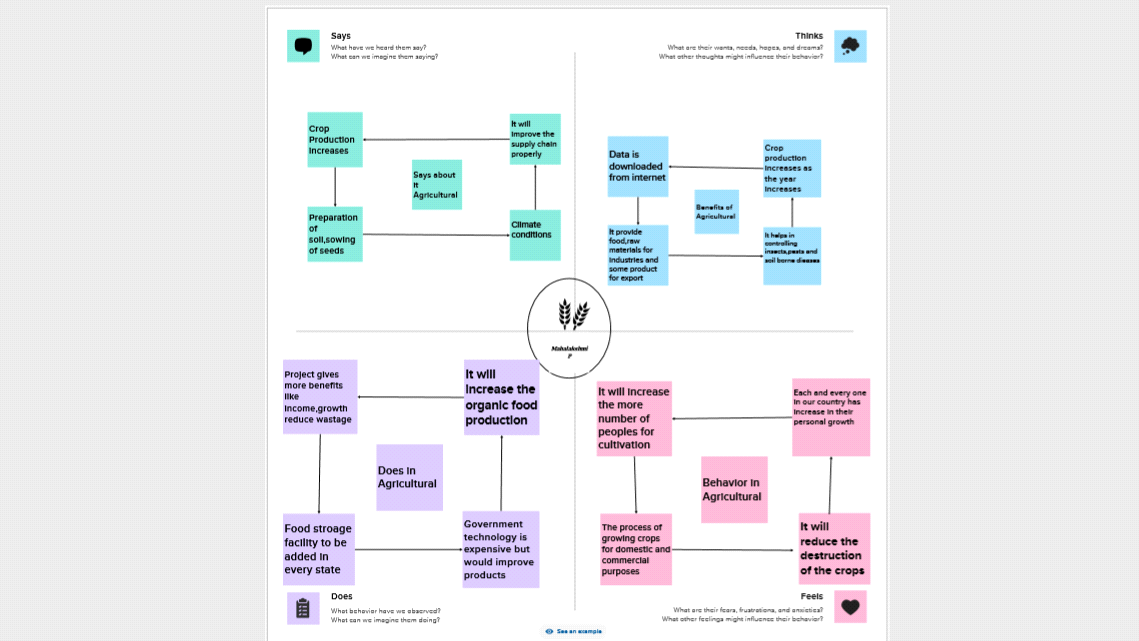 Says
What have we heard them say?
What can we imagine them saying?
Thinks
What are their wants, needs, hopes, and dreams?
What other thoughts might influence their behavior?
Crop
Production
Increases
It will
improve the
supply chain
properly
Says about
it
Agricultural
Preparation
of
soil,sowing
of seeds
Climate
conditions
Data is
downloaded
from internet
Crop
production
increases as
the year
increases
Benefits of
Agricultural
It provide
food,raw
materials for
industries and
some product
for export
It helps in
controlling
insects,pests and
soil borne diseases
Mahalakshmi
P
Project gives
more benefits
like
income,growth
reduce wastage
It will
increase the
organic food
production
Does in
Agricultural
Food stroage
facility to be
added in
every state
Government
technology is
expensive but
would improve
products
It will increase
the more
number of
peoples for
cultivation
Each and every one
in our country has
increase in their
personal growth
Behavior in
Agricultural
The process of
growing crops
for domestic and
commercial
purposes
It will
reduce the
destruction
of the crops
Does
What behavior have we observed?
What can we imagine them doing?
Feels
What are their fears, frustrations, and anxieties?
What other feelings might influence their behavior?
See an example